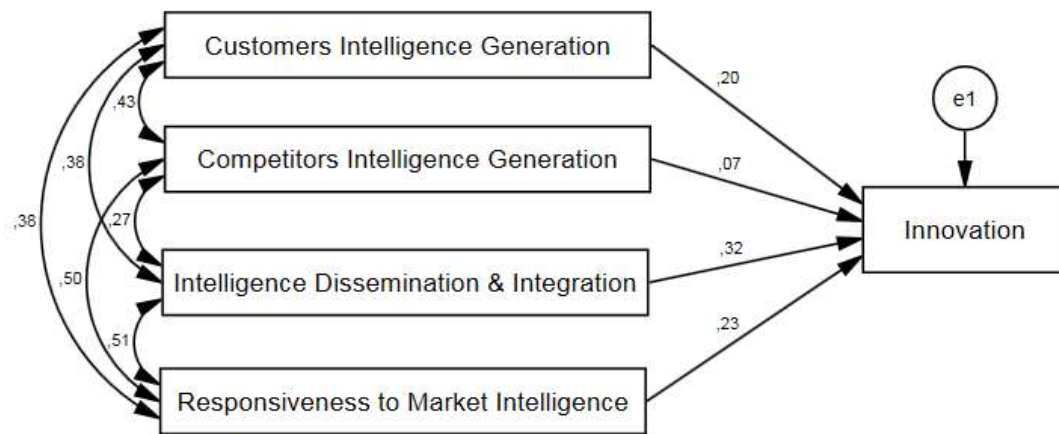 Customers Intelligence Generation
,20
e1
,43
Competitors Intelligence Generation
,07
,38
,38
,27
Innovation
,50
Intelligence Dissemination & Integration
,32
,51
,23
Responsiveness to Market Intelligence